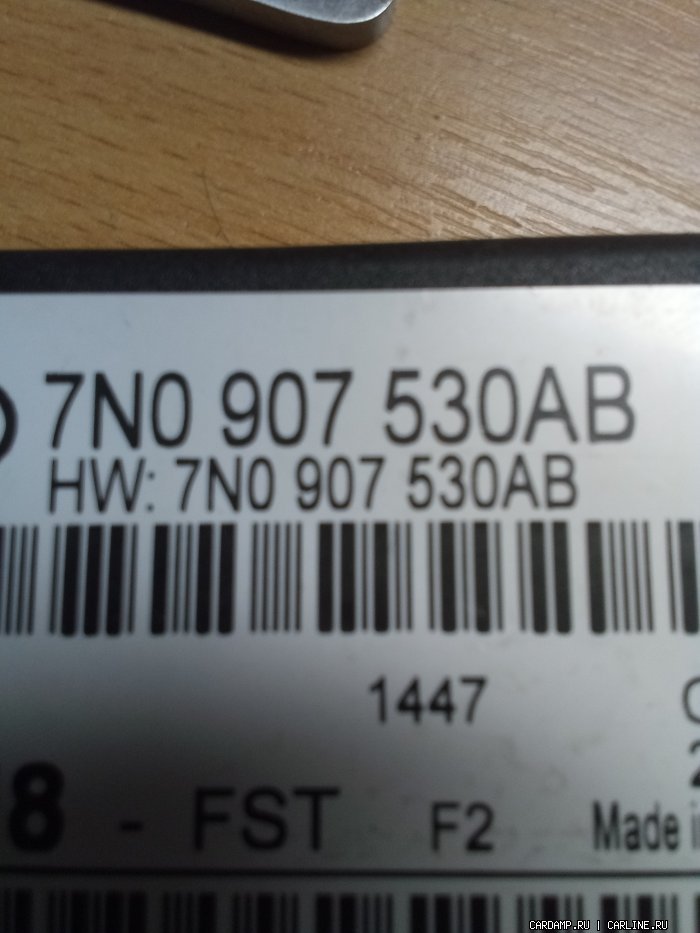 7N0 907 530AB
HW: 7N0 907 530AB
1447
8 - FST F2 Made
CARDAMP.RU | CARLINE.RU